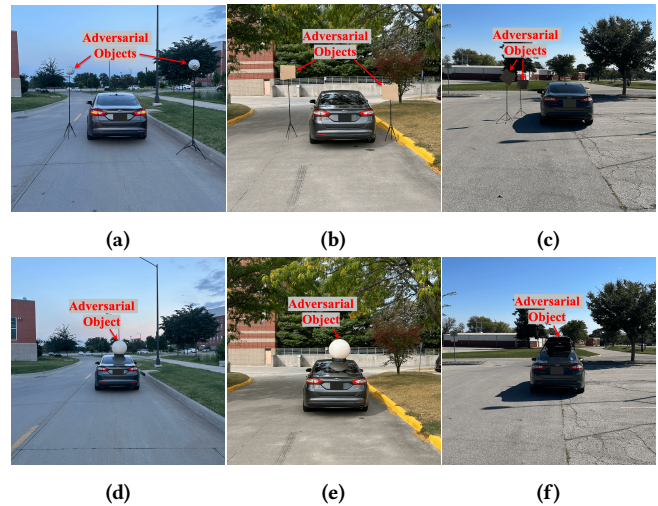 Adversarial
Objects
(a)
Adversarial
Objects
(b)
Adversarial
Objects
(c)
Adversarial
Object
(d)
Adversarial
Object
(e)
Adversarial
Object
(f)